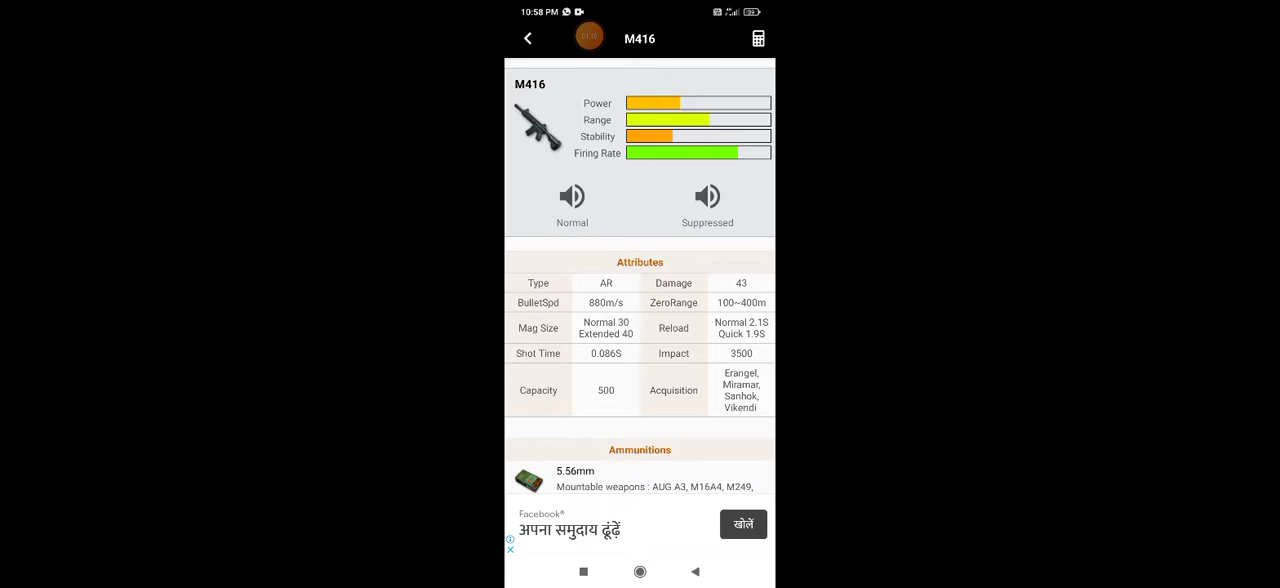 10:58 PM
M416
M416
Power
Range
Stability
Firing Rate
Normal
Suppressed
Attributes
Type AR Damage 43
BulletSpd 880m/s ZeroRange 100~400m
Mag Size Normal 30 Extended 40 Reload Normal 2.1S Quick 1.9S
Shot Time 0.086S Impact 3500
Capacity 500 Acquisition Erangel, Miramar, Sanhok, Vikendi
Ammunitions
5.56mm
Mountable weapons : AUG A3, M16A4, M249,
Facebook®
अपना समुदाय ढूंढ़ें
खोलें